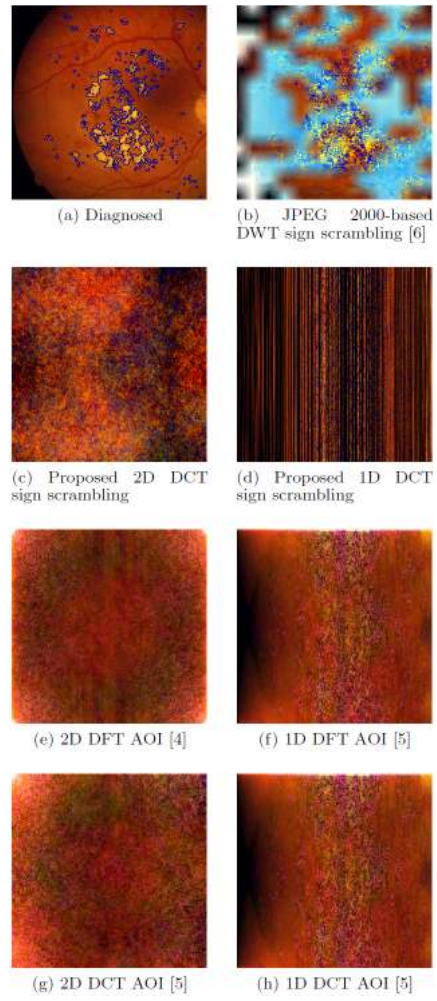 (a) Diagnosed
(b) JPEG 2000-based
DWT sign scrambling [6]
(c) Proposed 2D DCT
sign scrambling
(d) Proposed 1D DCT
sign scrambling
(e) 2D DFT AOI [4]
(f) 1D DFT AOI [5]
(g) 2D DCT AOI [5]
(h) 1D DCT AOI [5]